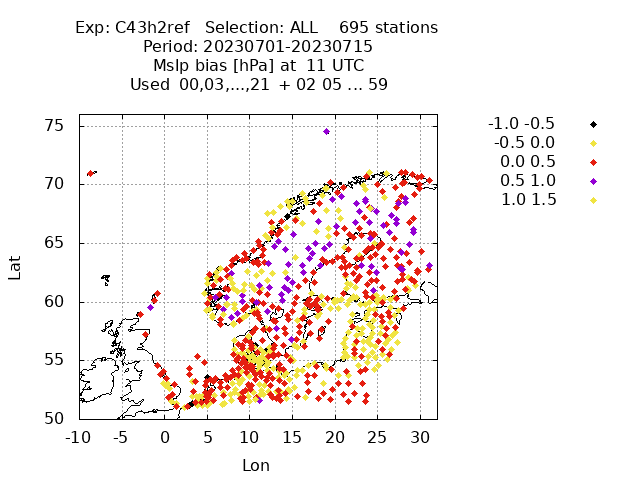 Exp: C43h2ref   Selection: ALL    695 stations
Period: 20230701-20230715
Mslp bias [hPa] at  11 UTC
Used  00,03,...,21  + 02 05 ... 59
-1.0 -0.5
-0.5 0.0
0.0 0.5
0.5 1.0
1.0 1.5
75
70
65
60
55
50
Lat
-10 -5 0 5 10 15 20 25 30
Lon